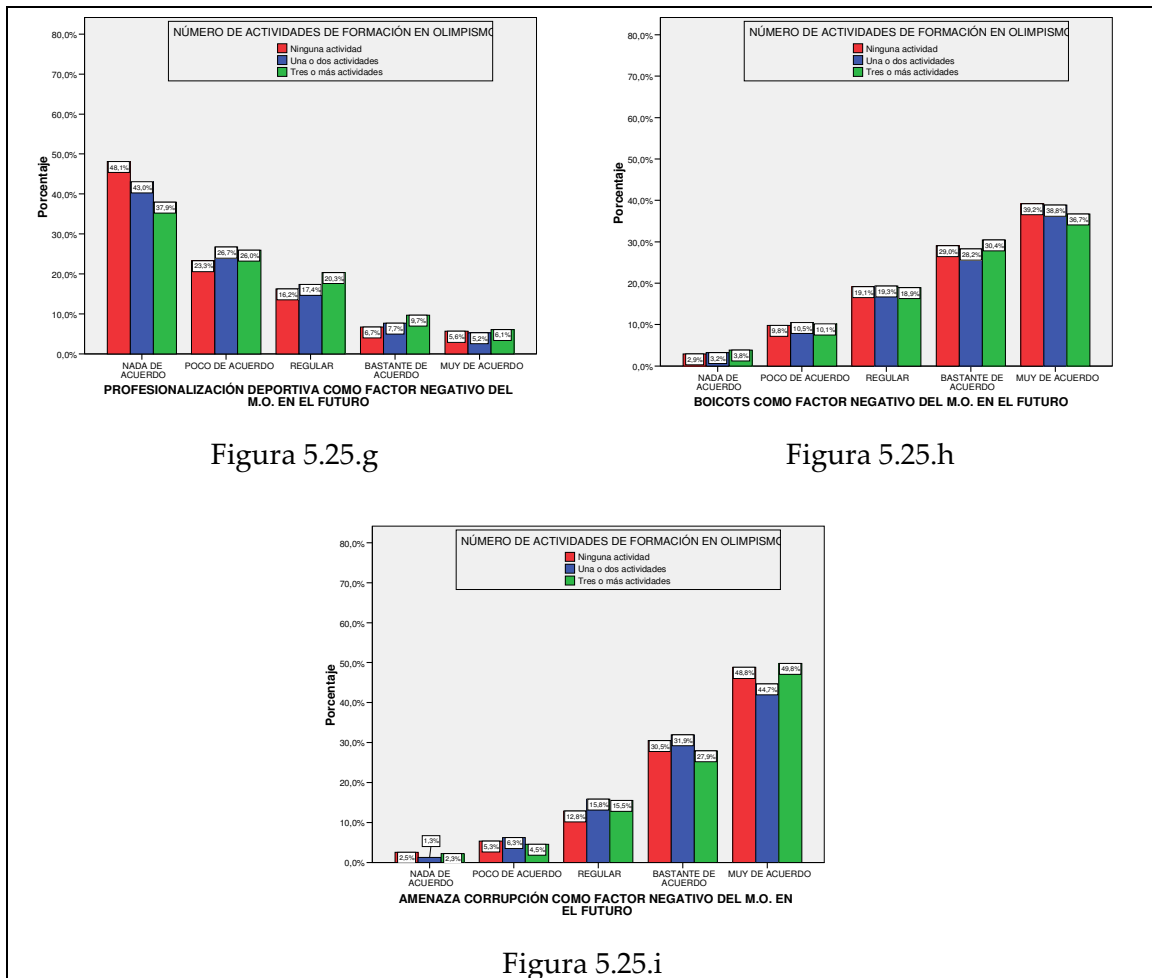 NÚMERO DE ACTIVIDADES DE FORMACIÓN EN OLIMPISMO
Ninguna actividad
Una o dos actividades
Tres o más actividades
Porcentaje
80,0%
70,0%
60,0%
50,0%
40,0%
30,0%
20,0%
10,0%
0,0%
48,1%
43,0%
37,9%
23,3%
26,7%
26,0%
16,2%
17,4%
20,3%
6,7%
7,7%
9,7%
5,6%
5,2%
6,1%
NADA DE ACUERDO
POCO DE ACUERDO
REGULAR
BASTANTE DE ACUERDO
MUY DE ACUERDO
PROFESIONALIZACIÓN DEPORTIVA COMO FACTOR NEGATIVO DEL
M.O. EN EL FUTURO
Figura 5.25.g
NÚMERO DE ACTIVIDADES DE FORMACIÓN EN OLIMPISMO
Ninguna actividad
Una o dos actividades
Tres o más actividades
Porcentaje
80,0%
70,0%
60,0%
50,0%
40,0%
30,0%
20,0%
10,0%
0,0%
2,9%
3,2%
3,8%
9,8%
10,5%
10,1%
19,1%
19,3%
18,9%
29,0%
28,2%
30,4%
39,2%
38,8%
36,7%
NADA DE ACUERDO
POCO DE ACUERDO
REGULAR
BASTANTE DE ACUERDO
MUY DE ACUERDO
BOICOTS COMO FACTOR NEGATIVO DEL M.O. EN EL FUTURO
Figura 5.25.h
NÚMERO DE ACTIVIDADES DE FORMACIÓN EN OLIMPISMO
Ninguna actividad
Una o dos actividades
Tres o más actividades
Porcentaje
80,0%
70,0%
60,0%
50,0%
40,0%
30,0%
20,0%
10,0%
0,0%
2,5%
1,3%
2,3%
5,3%
6,3%
4,5%
12,8%
15,8%
15,5%
30,5%
31,9%
27,9%
48,8%
44,7%
49,8%
NADA DE ACUERDO
POCO DE ACUERDO
REGULAR
BASTANTE DE ACUERDO
MUY DE ACUERDO
AMENAZA CORRUPCIÓN COMO FACTOR NEGATIVO DEL M.O. EN
EL FUTURO
Figura 5.25.i